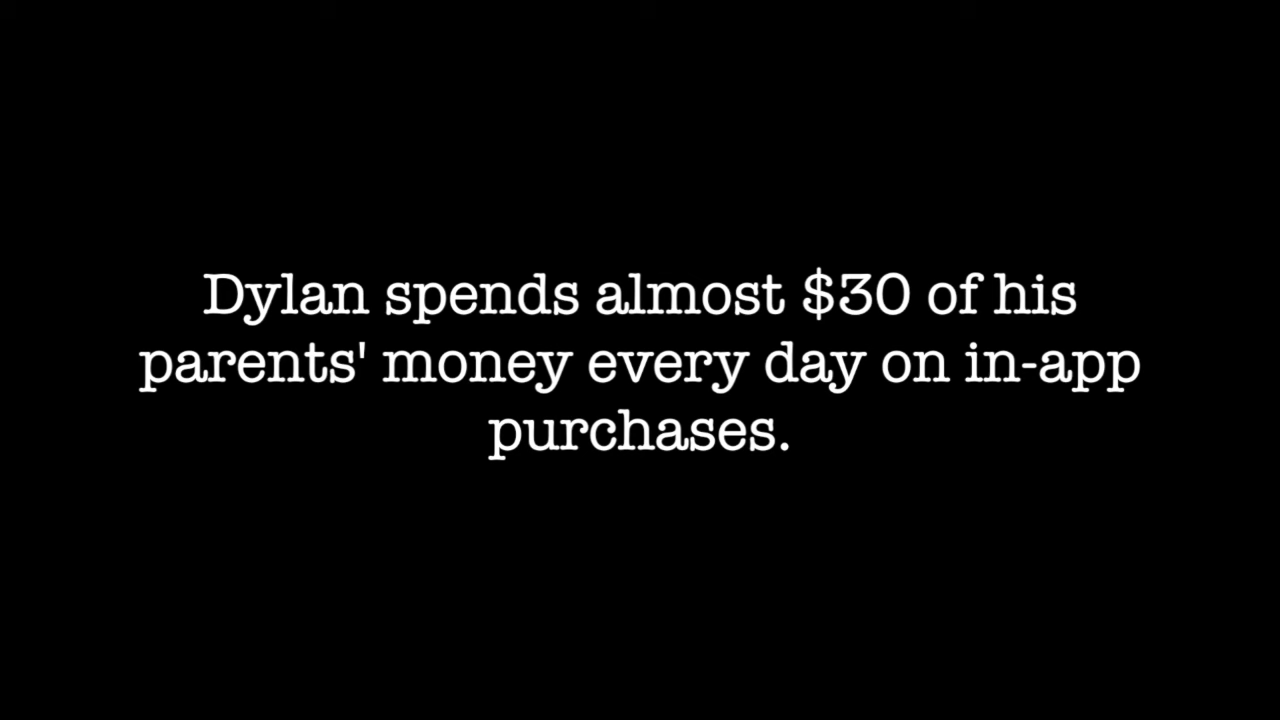 Dylan spends almost $30 of his
parents' money every day on in-app
purchases.